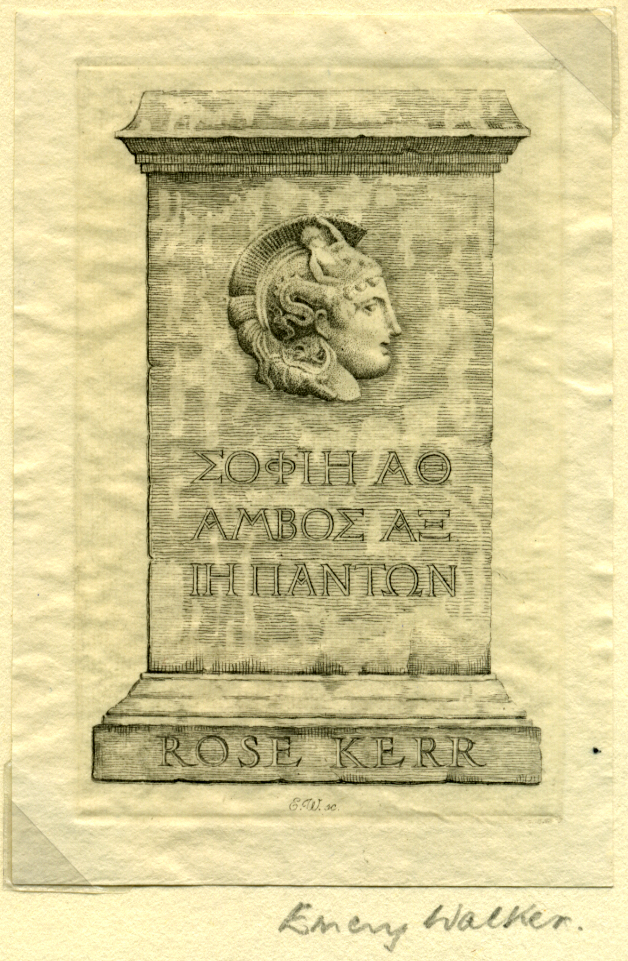 ΣΟΦΙΗ ΑΘ
ΑΜΒΟΣ ΑΞ
ΙΗ ΠΑΝΤΩΝ
ROSE KERR
E.W. sc.
Emery Walker.